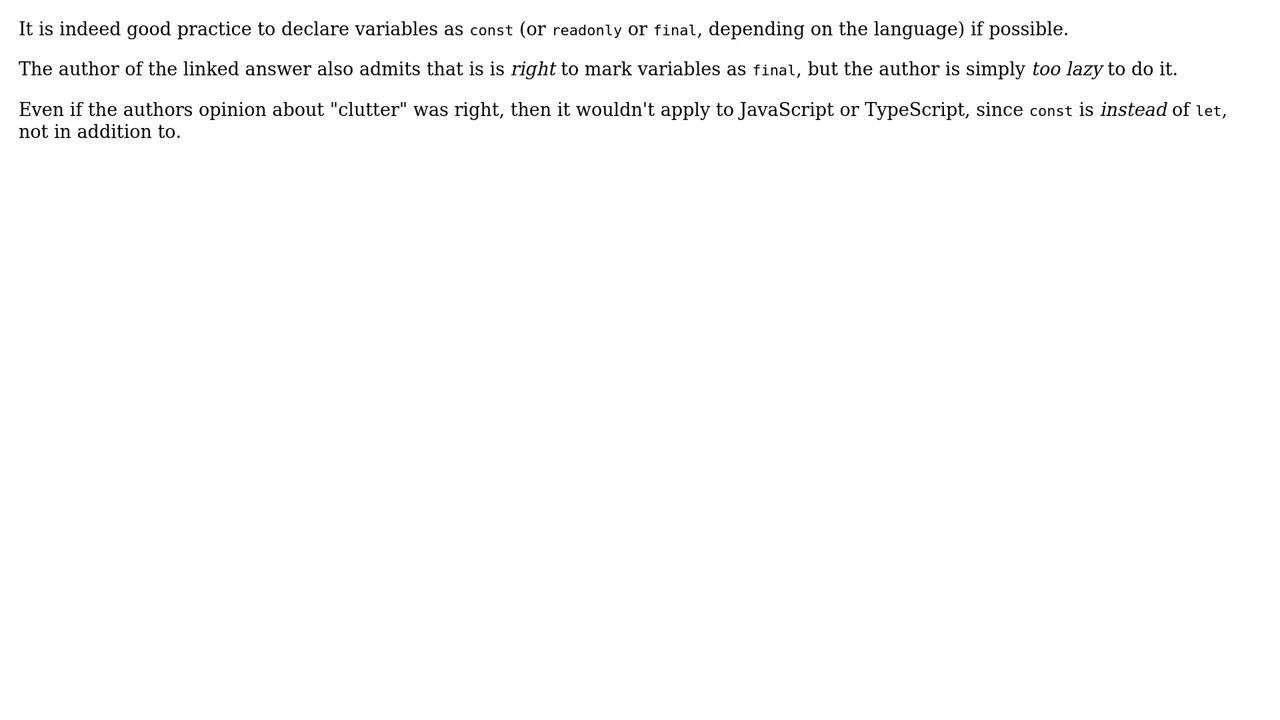 It is indeed good practice to declare variables as const (or readonly or final, depending on the language) if possible.
The author of the linked answer also admits that is is right to mark variables as final, but the author is simply too lazy to do it.
Even if the authors opinion about "clutter" was right, then it wouldn't apply to JavaScript or TypeScript, since const is instead of let,
not in addition to.